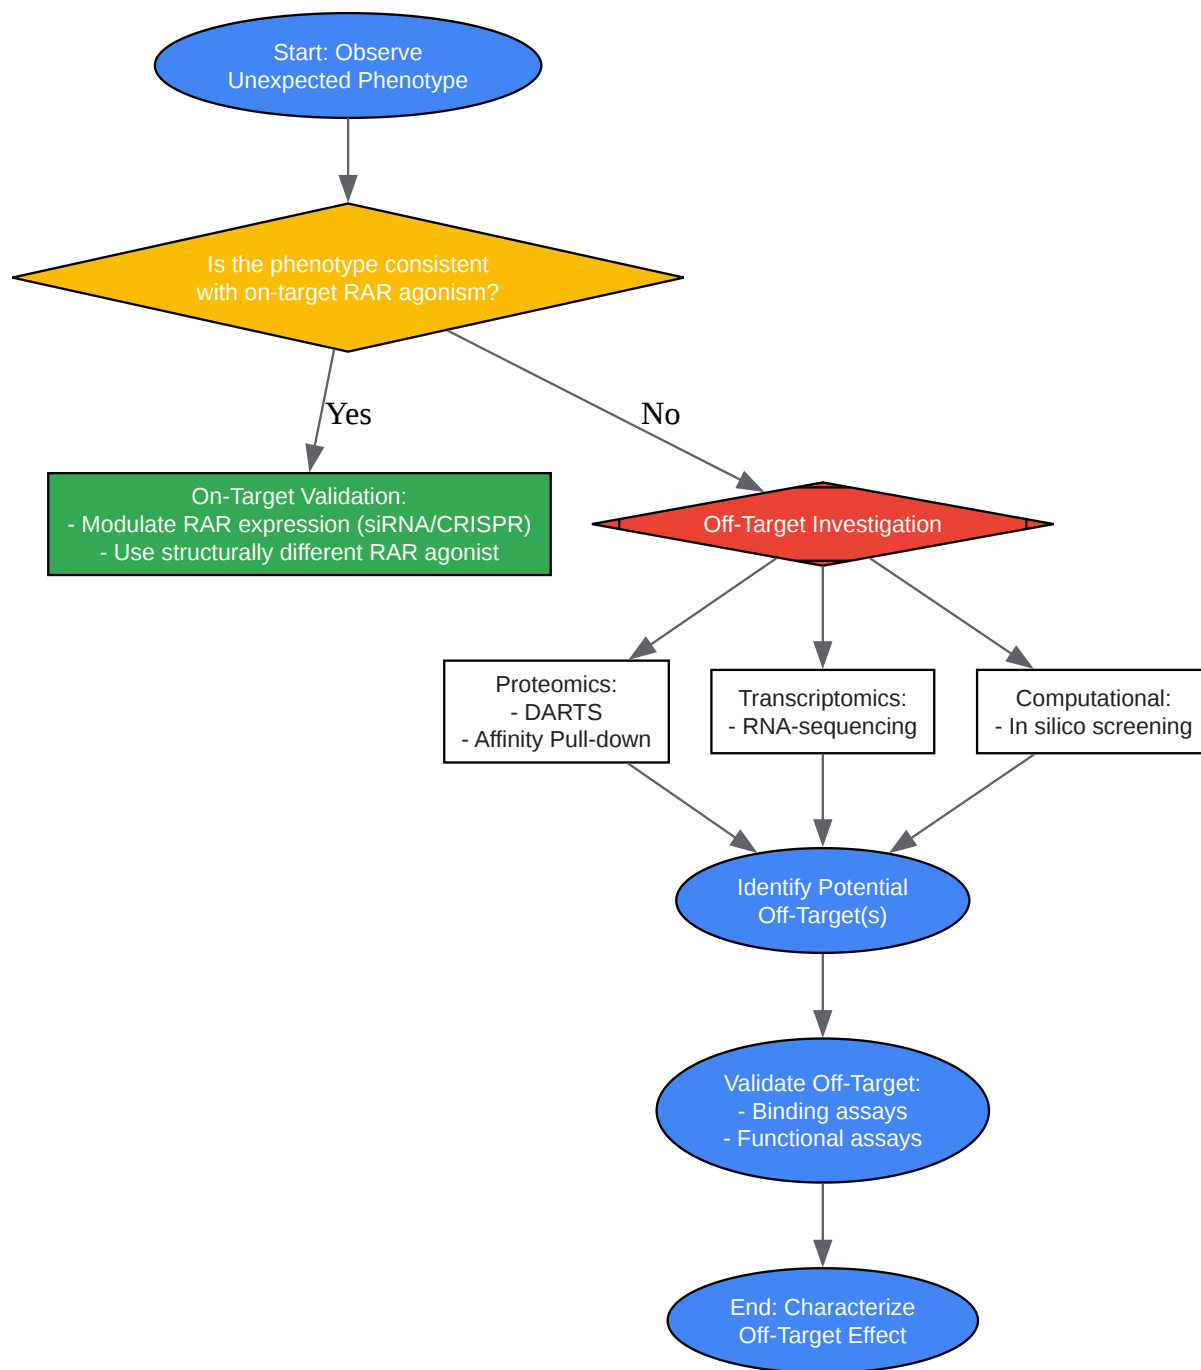 Start: Observe
Unexpected Phenotype
Is the phenotype consistent
with on-target RAR agonism?
Yes
No
On-Target Validation:
- Modulate RAR expression (siRNA/CRISPR)
- Use structurally different RAR agonist
Off-Target Investigation
Proteomics:
- DARTS
- Affinity Pull-down
Transcriptomics:
- RNA-sequencing
Computational:
- In silico screening
Identify Potential
Off-Target(s)
Validate Off-Target:
- Binding assays
- Functional assays
End: Characterize
Off-Target Effect